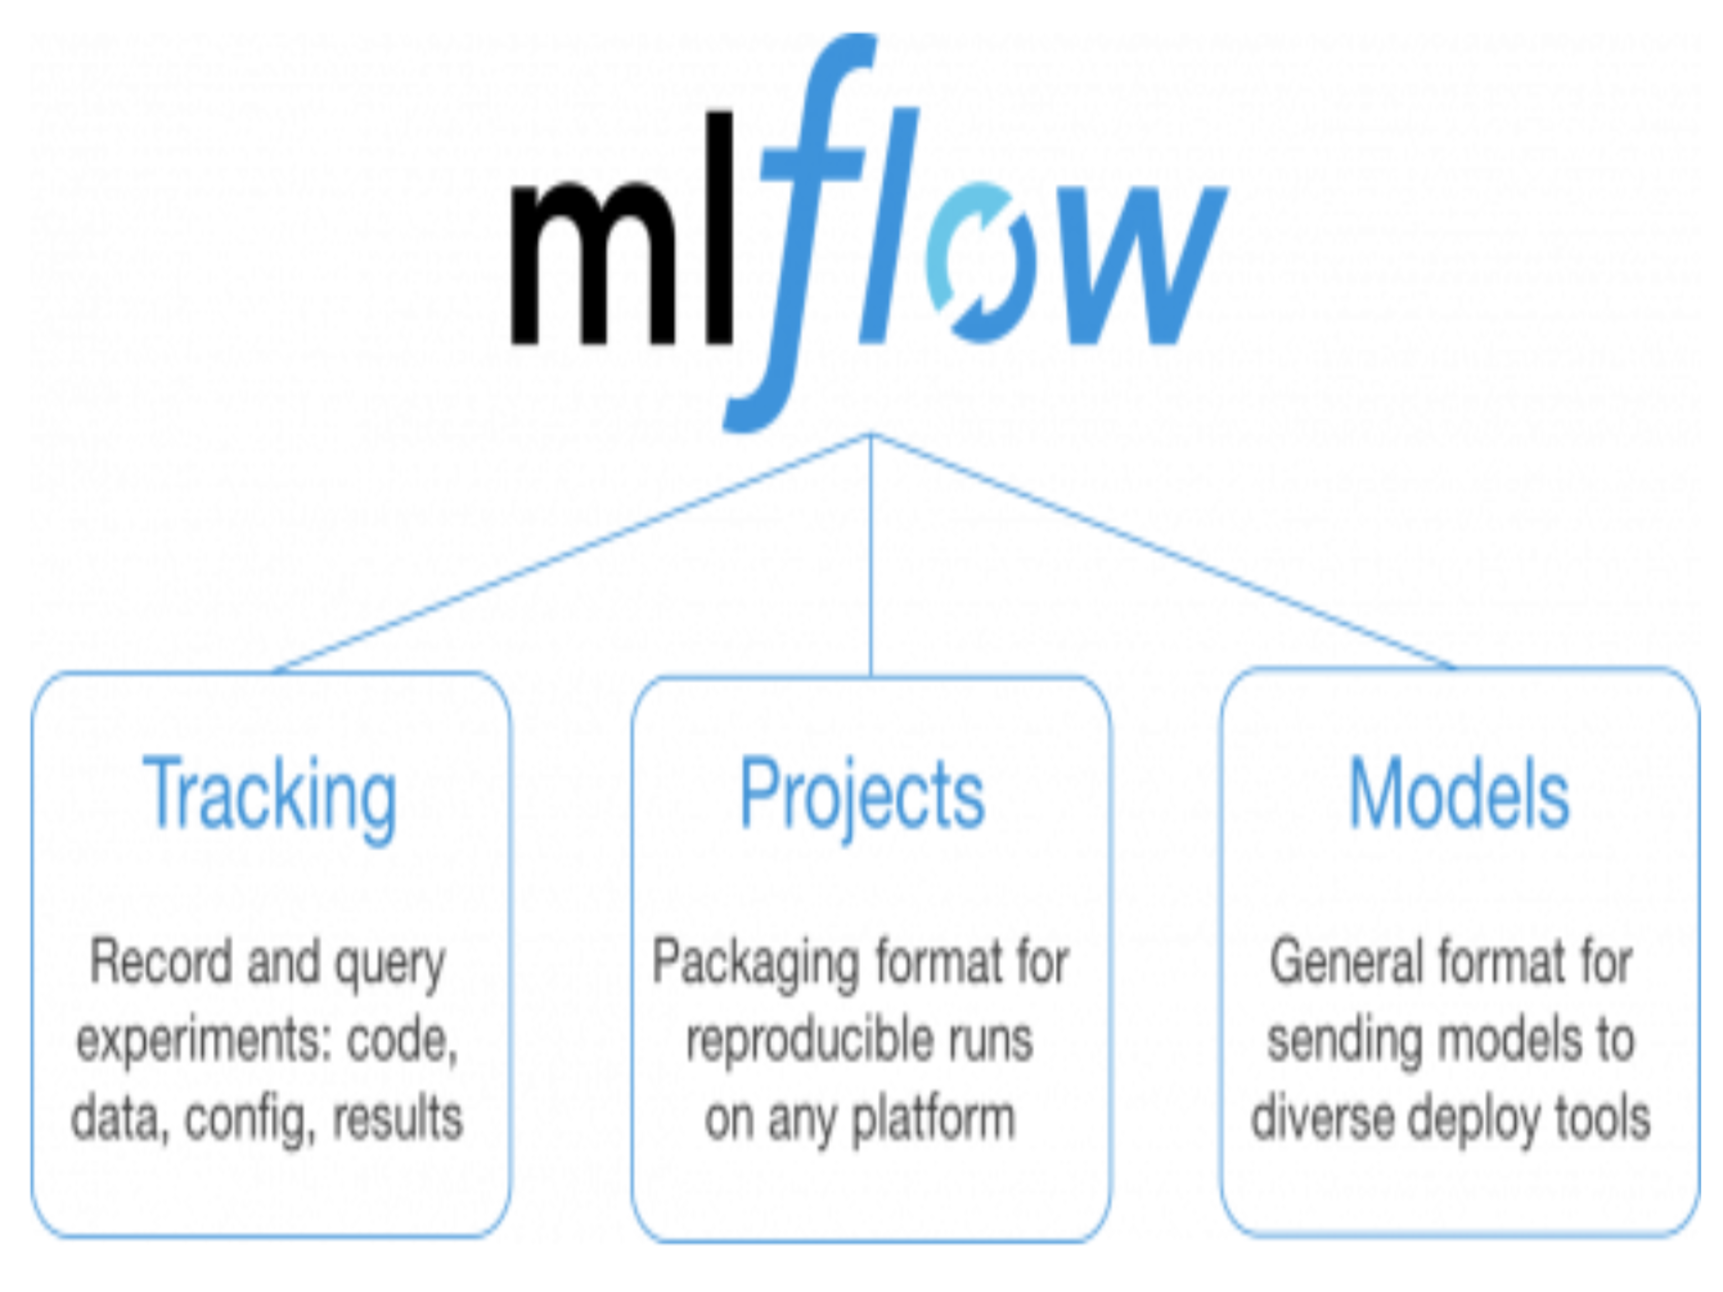 mlflow
Tracking
Record and query
experiments: code,
data, config, results
Projects
Packaging format for
reproducible runs
on any platform
Models
General format for
sending models to
diverse deploy tools